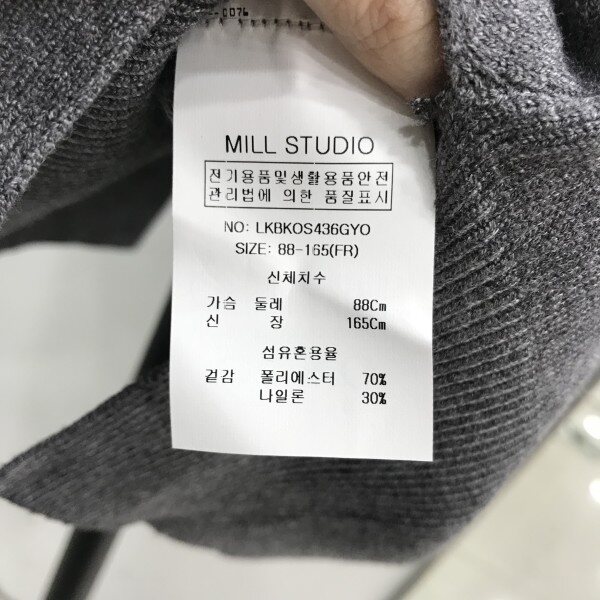 -0076
MILL STUDIO
전기용품및생활용품안전
관리법에 의한 품질표시
NO: LKBKOS436GYO
SIZE: 88-165(FR)
신체치수
가슴 둘레 88Cm
신 장 165Cm
섬유혼용율
겉감 폴리에스터 70%
나일론 30%